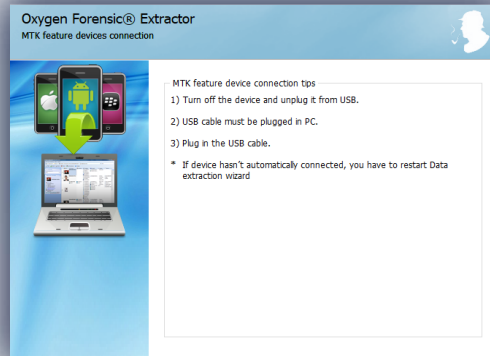 Oxygen Forensic® Extractor
MTK feature devices connection
MTK feature device connection tips
1) Turn off the device and unplug it from USB.
2) USB cable must be plugged in PC.
3) Plug in the USB cable.
* If device hasn't automatically connected, you have to restart Data
extraction wizard